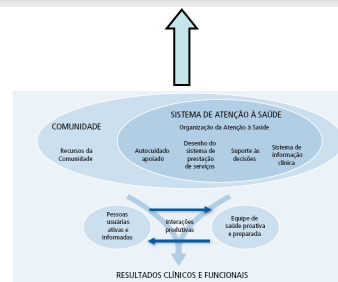 SISTEMA DE ATENÇÃO À SAÚDE
COMUNIDADE
Organização da Atenção à Saúde
Recursos da
Comunidade
Autocuidado
apoiado
Desenho do
sistema de
prestação
de serviços
Suporte às
decisões
Sistema de
informação
clínica
Pessoas
usuárias
ativas e
informadas
Interações
produtivas
Equipe de
saúde proativa
e preparada
RESULTADOS CLÍNICOS E FUNCIONAIS